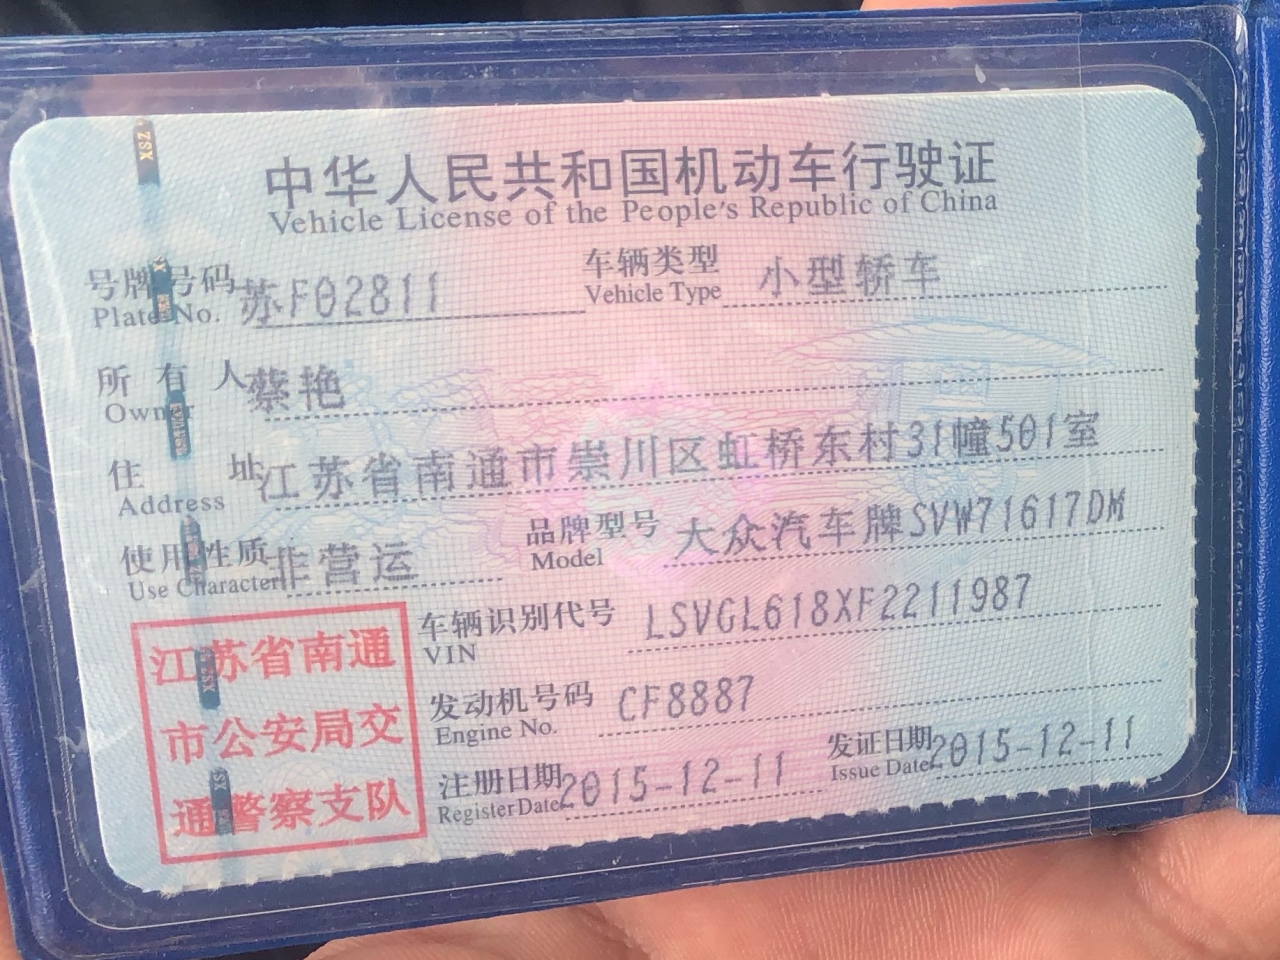 中华人民共和国机动车行驶证
Vehicle License of the People's Republic of China
号牌号码 苏F02811 车辆类型 小型轿车
Plate No. Vehicle Type
所有人 蔡艳
Owner
住址 江苏省南通市崇川区虹桥东村31幢501室
Address
使用性质 非营运 品牌型号 大众汽车牌SVW71617DM
Use Character Model
车辆识别代号 LSVGL618XF2211987
VIN
发动机号码 CF8887
Engine No.
注册日期 2015-12-11 发证日期 2015-12-11
Register Date Issue Date
江苏省南通
市公安局交
通警察支队